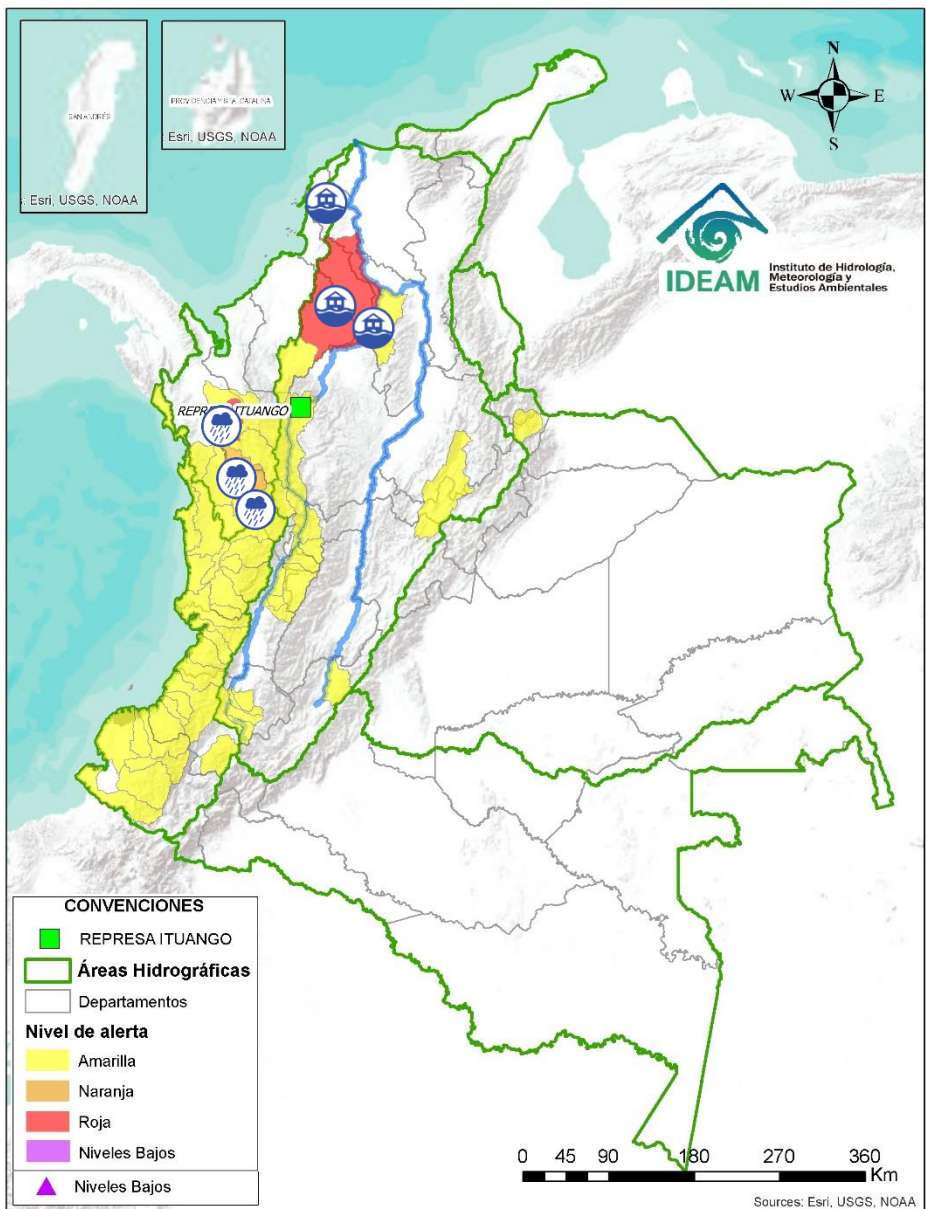 SAN ANDRÉS
: Esri, USGS, NOAA
PROVIDENCIA Y STA. CATALINA
Esri, USGS, NOAA
N
W E
S
IDEAM
Instituto de Hidrología,
Meteorología y
Estudios Ambientales
REPRESA ITUANGO
CONVENCIONES
REPRESA ITUANGO
Áreas Hidrográficas
Departamentos
Nivel de alerta
Amarilla
Naranja
Roja
Niveles Bajos
Niveles Bajos
0 45 90 180 270 360
Km
Sources: Esri, USGS, NOAA